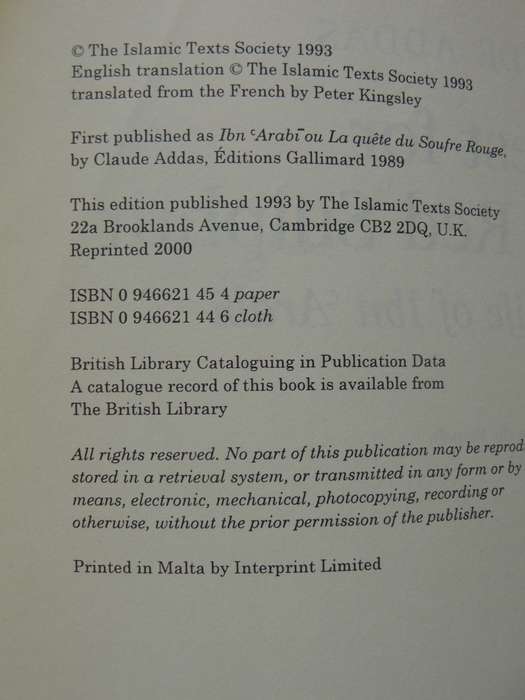 © The Islamic Texts Society 1993
English translation © The Islamic Texts Society 1993
translated from the French by Peter Kingsley
First published as Ibn ʿArabī ou La quête du Soufre Rouge,
by Claude Addas, Éditions Gallimard 1989
This edition published 1993 by The Islamic Texts Society
22a Brooklands Avenue, Cambridge CB2 2DQ, U.K.
Reprinted 2000
ISBN 0 946621 45 4 paper
ISBN 0 946621 44 6 cloth
British Library Cataloguing in Publication Data
A catalogue record of this book is available from
The British Library
All rights reserved. No part of this publication may be reprod
stored in a retrieval system, or transmitted in any form or by
means, electronic, mechanical, photocopying, recording or
otherwise, without the prior permission of the publisher.
Printed in Malta by Interprint Limited